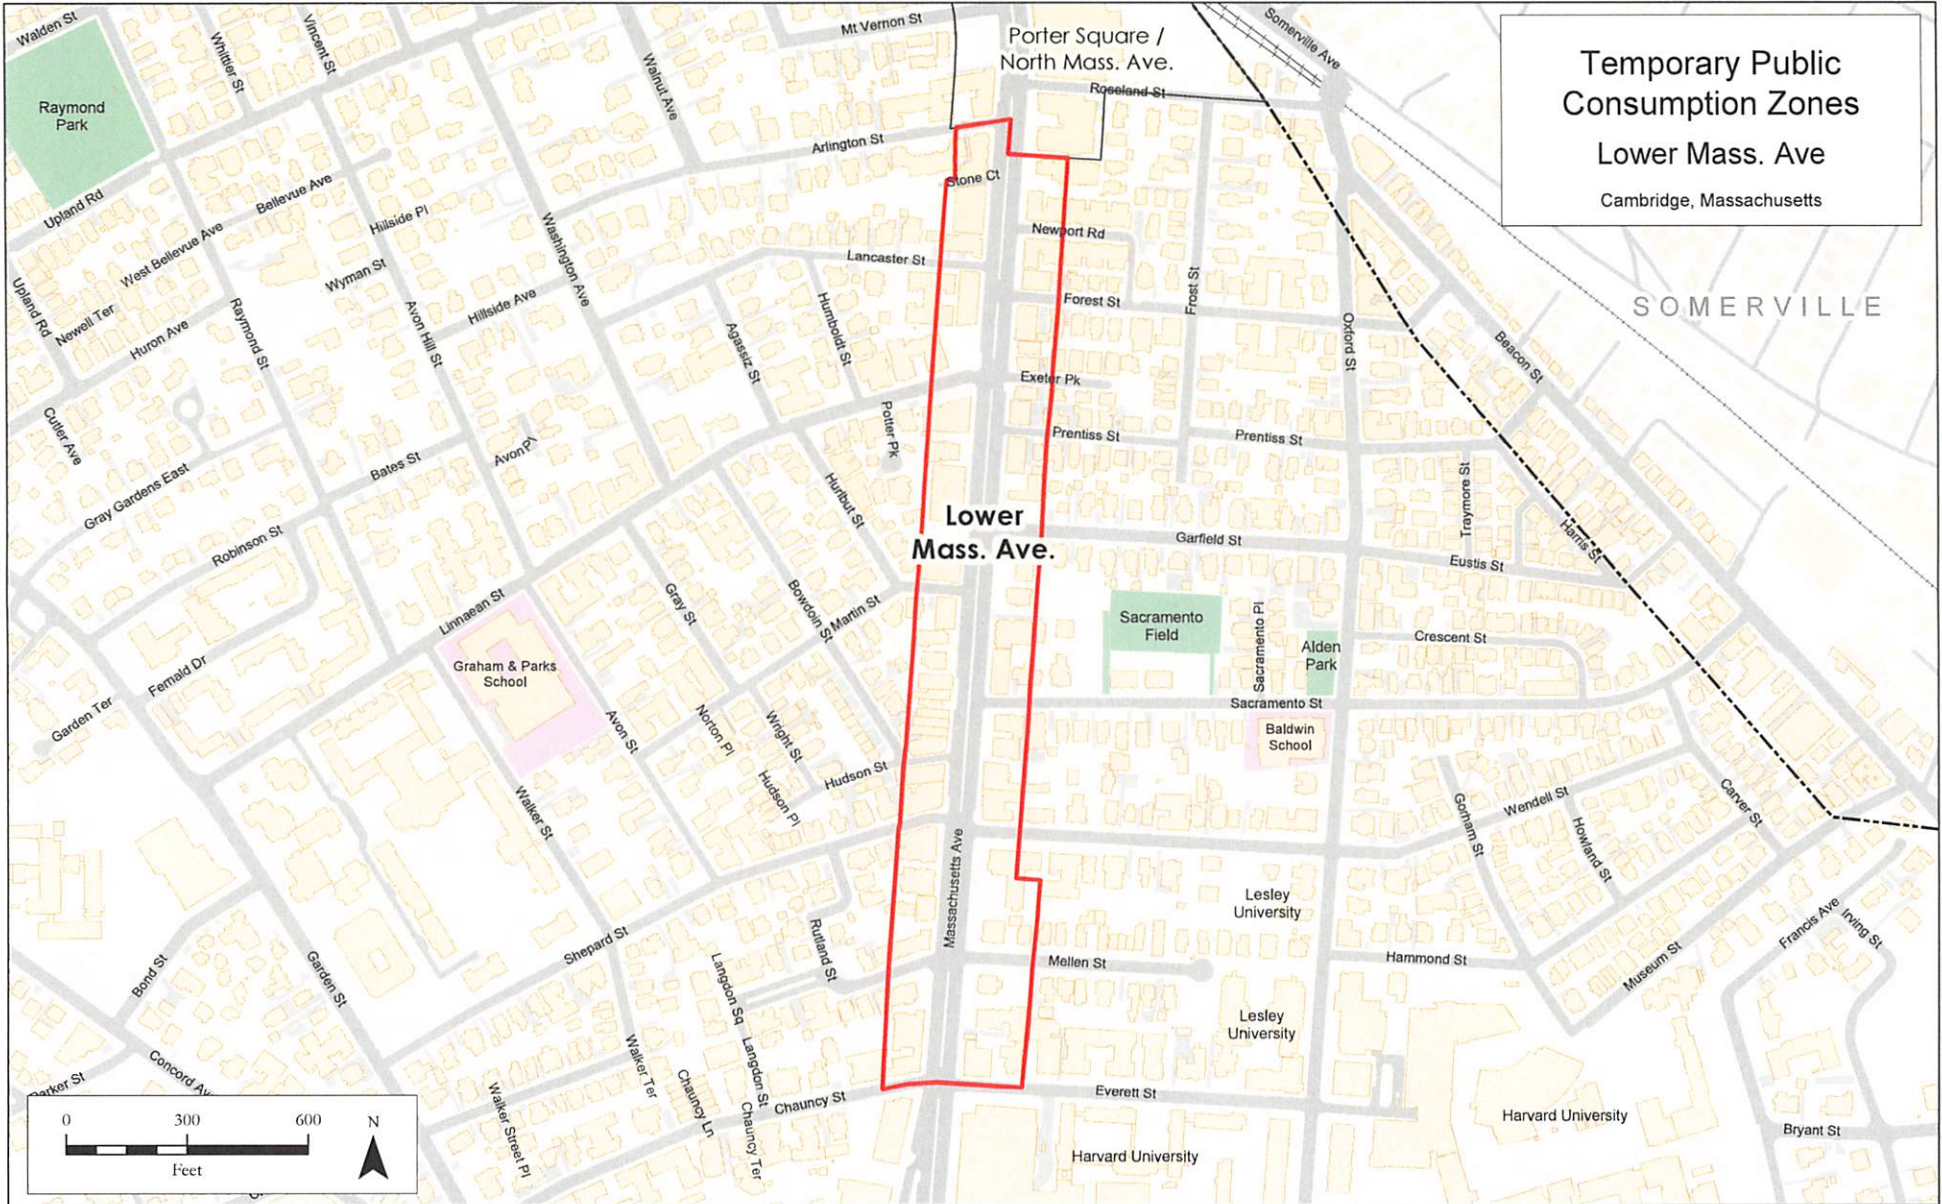 Temporary Public
Consumption Zones
Lower Mass. Ave
Cambridge, Massachusetts
Porter Square /
North Mass. Ave.
Walden St
Whittier St
Vincent St
Mt Vernon St
Walnut Ave
Somerville Ave
Roseland St
Raymond
Park
Arlington St
Stone Ct
Upland Rd
Bellevue Ave
West Bellevue Ave
Hillside Pl
Washington Ave
Newport Rd
Lancaster St
Wyman St
Upland Rd
Newell Ter
Huron Ave
Raymond St
Avon Hill St
Hillside Ave
Humboldt St
Agassiz St
Forest St
Frost St
Oxford St
SOMERVILLE
Beacon St
Exeter Pk
Potter Pk
Prentiss St
Prentiss St
Cutler Ave
Gray Gardens East
Bates St
Avon Pl
Hurlbut St
Traymore St
Robinson St
Lower
Mass. Ave.
Garfield St
Harris St
Eustis St
Linnaean St
Gray St
Bowdoin St
Martin St
Sacramento
Field
Sacramento Pl
Alden
Park
Crescent St
Graham & Parks
School
Fernald Dr
Garden Ter
Avon St
Norton Pl
Wright St
Sacramento St
Baldwin
School
Hudson St
Hudson Pl
Walker St
Gorham St
Wendell St
Howland St
Carver St
Massachusetts Ave
Lesley
University
Francis Ave
Irving St
Shepard St
Rutland St
Bond St
Garden St
Langdon Sq
Mellen St
Hammond St
Museum St
Lesley
University
Concord Av
Parker St
Walker Ter
Langdon St
Chauncy Ln
Chauncy Ter
Chauncy St
Walker Street Pl
Everett St
Harvard University
Harvard University
Bryant St
0 300 600
Feet
N